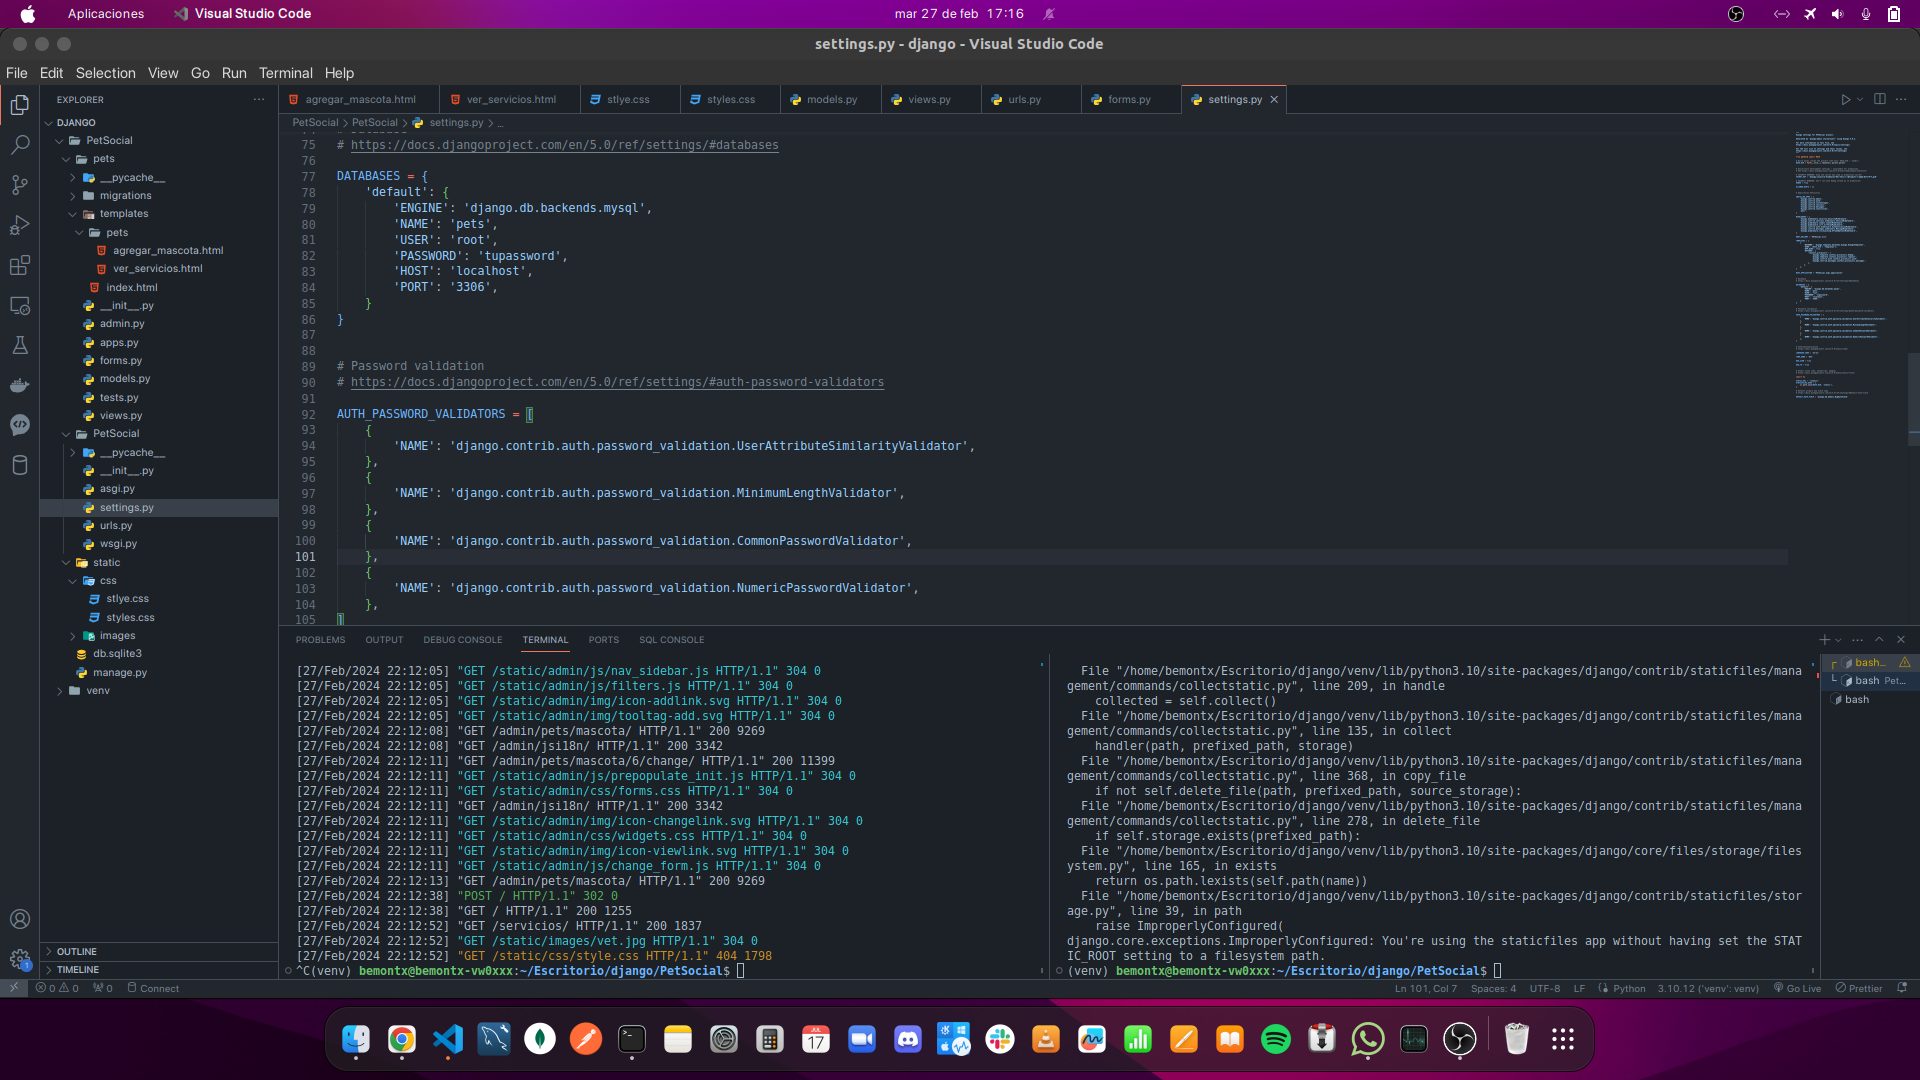 Aplicaciones
Visual Studio Code
mar 27 de feb 17:16
settings.py - django - Visual Studio Code
File Edit Selection View Go Run Terminal Help
EXPLORER
DJANGO
PetSocial
pets
__pycache__
migrations
templates
pets
agregar_mascota.html
ver_servicios.html
index.html
__init__.py
admin.py
apps.py
forms.py
models.py
tests.py
views.py
PetSocial
__pycache__
__init__.py
asgi.py
settings.py
urls.py
wsgi.py
static
css
stlye.css
styles.css
images
db.sqlite3
manage.py
venv
OUTLINE
TIMELINE
agregar_mascota.html
ver_servicios.html
stlye.css
styles.css
models.py
views.py
urls.py
forms.py
settings.py
PetSocial > PetSocial > settings.py > ...
75 # https://docs.djangoproject.com/en/5.0/ref/settings/#databases
76
77 DATABASES = {
78 'default': {
79 'ENGINE': 'django.db.backends.mysql',
80 'NAME': 'pets',
81 'USER': 'root',
82 'PASSWORD': 'tupassword',
83 'HOST': 'localhost',
84 'PORT': '3306',
85 }
86 }
87
88
89 # Password validation
90 # https://docs.djangoproject.com/en/5.0/ref/settings/#auth-password-validators
91
92 AUTH_PASSWORD_VALIDATORS = [
93 {
94 'NAME': 'django.contrib.auth.password_validation.UserAttributeSimilarityValidator',
95 },
96 {
97 'NAME': 'django.contrib.auth.password_validation.MinimumLengthValidator',
98 },
99 {
100 'NAME': 'django.contrib.auth.password_validation.CommonPasswordValidator',
101 },
102 {
103 'NAME': 'django.contrib.auth.password_validation.NumericPasswordValidator',
104 },
105 ]
PROBLEMS OUTPUT DEBUG CONSOLE TERMINAL PORTS SQL CONSOLE
[27/Feb/2024 22:12:05] "GET /static/admin/js/nav_sidebar.js HTTP/1.1" 304 0
[27/Feb/2024 22:12:05] "GET /static/admin/js/filters.js HTTP/1.1" 304 0
[27/Feb/2024 22:12:05] "GET /static/admin/img/icon-addlink.svg HTTP/1.1" 304 0
[27/Feb/2024 22:12:05] "GET /static/admin/img/tooltag-add.svg HTTP/1.1" 304 0
[27/Feb/2024 22:12:08] "GET /admin/pets/mascota/ HTTP/1.1" 200 9269
[27/Feb/2024 22:12:08] "GET /admin/jsi18n/ HTTP/1.1" 200 3342
[27/Feb/2024 22:12:11] "GET /admin/pets/mascota/6/change/ HTTP/1.1" 200 11399
[27/Feb/2024 22:12:11] "GET /static/admin/js/prepopulate_init.js HTTP/1.1" 304 0
[27/Feb/2024 22:12:11] "GET /static/admin/css/forms.css HTTP/1.1" 304 0
[27/Feb/2024 22:12:11] "GET /admin/jsi18n/ HTTP/1.1" 200 3342
[27/Feb/2024 22:12:11] "GET /static/admin/img/icon-changelink.svg HTTP/1.1" 304 0
[27/Feb/2024 22:12:11] "GET /static/admin/css/widgets.css HTTP/1.1" 304 0
[27/Feb/2024 22:12:11] "GET /static/admin/img/icon-viewlink.svg HTTP/1.1" 304 0
[27/Feb/2024 22:12:11] "GET /static/admin/js/change_form.js HTTP/1.1" 304 0
[27/Feb/2024 22:12:13] "GET /admin/pets/mascota/ HTTP/1.1" 200 9269
[27/Feb/2024 22:12:38] "POST / HTTP/1.1" 302 0
[27/Feb/2024 22:12:38] "GET / HTTP/1.1" 200 1255
[27/Feb/2024 22:12:52] "GET /servicios/ HTTP/1.1" 200 1837
[27/Feb/2024 22:12:52] "GET /static/images/vet.jpg HTTP/1.1" 304 0
[27/Feb/2024 22:12:52] "GET /static/css/style.css HTTP/1.1" 404 1798
^C(venv) bemontx@bemontx-vw0xxx:~/Escritorio/django/PetSocial$
File "/home/bemontx/Escritorio/django/venv/lib/python3.10/site-packages/django/contrib/staticfiles/mana
gement/commands/collectstatic.py", line 209, in handle
collected = self.collect()
File "/home/bemontx/Escritorio/django/venv/lib/python3.10/site-packages/django/contrib/staticfiles/mana
gement/commands/collectstatic.py", line 135, in collect
handler(path, prefixed_path, storage)
File "/home/bemontx/Escritorio/django/venv/lib/python3.10/site-packages/django/contrib/staticfiles/mana
gement/commands/collectstatic.py", line 368, in copy_file
if not self.delete_file(path, prefixed_path, source_storage):
File "/home/bemontx/Escritorio/django/venv/lib/python3.10/site-packages/django/contrib/staticfiles/mana
gement/commands/collectstatic.py", line 278, in delete_file
if self.storage.exists(prefixed_path):
File "/home/bemontx/Escritorio/django/venv/lib/python3.10/site-packages/django/core/files/storage/files
ystem.py", line 165, in exists
return os.path.lexists(self.path(name))
File "/home/bemontx/Escritorio/django/venv/lib/python3.10/site-packages/django/contrib/staticfiles/stor
age.py", line 39, in path
raise ImproperlyConfigured(
django.core.exceptions.ImproperlyConfigured: You're using the staticfiles app without having set the STAT
IC_ROOT setting to a filesystem path.
(venv) bemontx@bemontx-vw0xxx:~/Escritorio/django/PetSocial$
bash...
bash Pet...
bash
0 0 0 Connect
Ln 101, Col 7 Spaces: 4 UTF-8 LF Python 3.10.12 ('venv': venv) Go Live Prettier
JUL
17